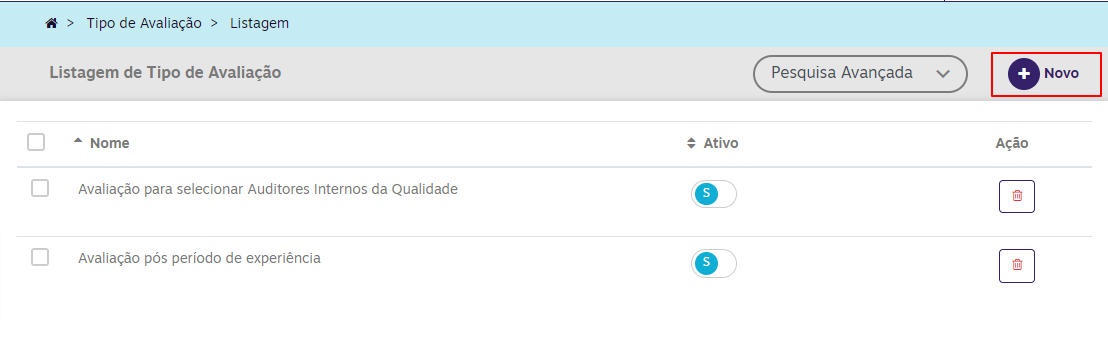 > Tipo de Avaliação > Listagem
Listagem de Tipo de Avaliação Pesquisa Avançada Novo
Nome Ativo Ação
Avaliação para selecionar Auditores Internos da Qualidade S
Avaliação pós período de experiência S